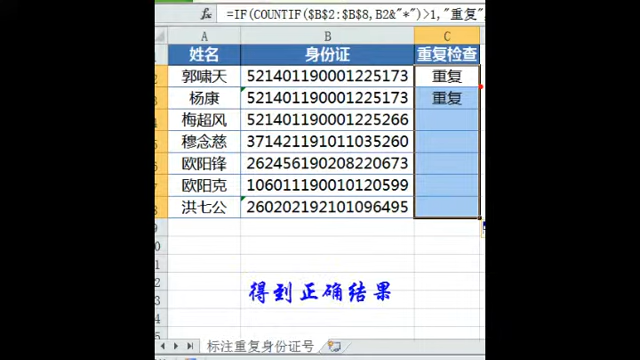 =IF(COUNTIF($B$2:$B$8,B2&"*")>1,"重复"
A B C
姓名 身份证 重复检查
郭啸天 521401190001225173 重复
3 杨康 521401190001225173 重复
梅超风 521401190001225266
穆念慈 371421191011035260
欧阳锋 262456190208220673
欧阳克 106011190010120599
洪七公 260202192101096495
得到正确结果
标注重复身份证号